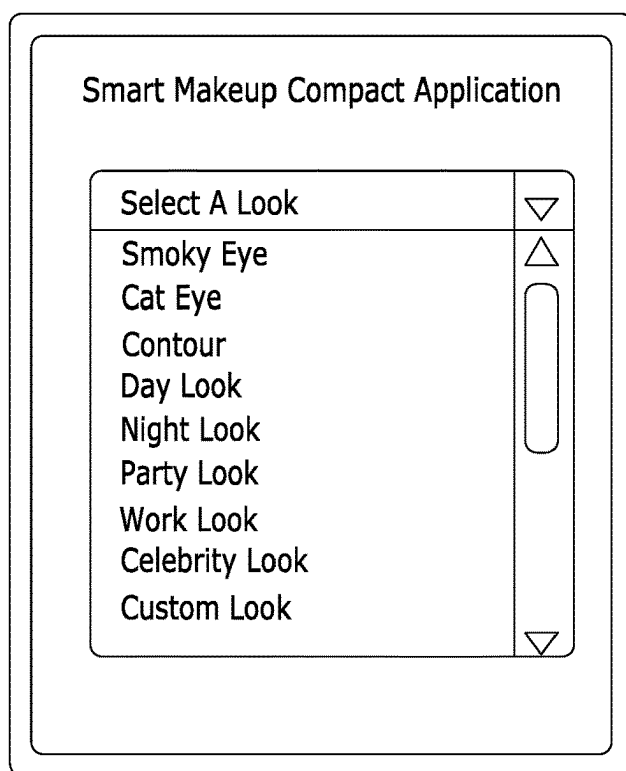 Smart Makeup Compact Application
Select A Look
Smoky Eye
Cat Eye
Contour
Day Look
Night Look
Party Look
Work Look
Celebrity Look
Custom Look